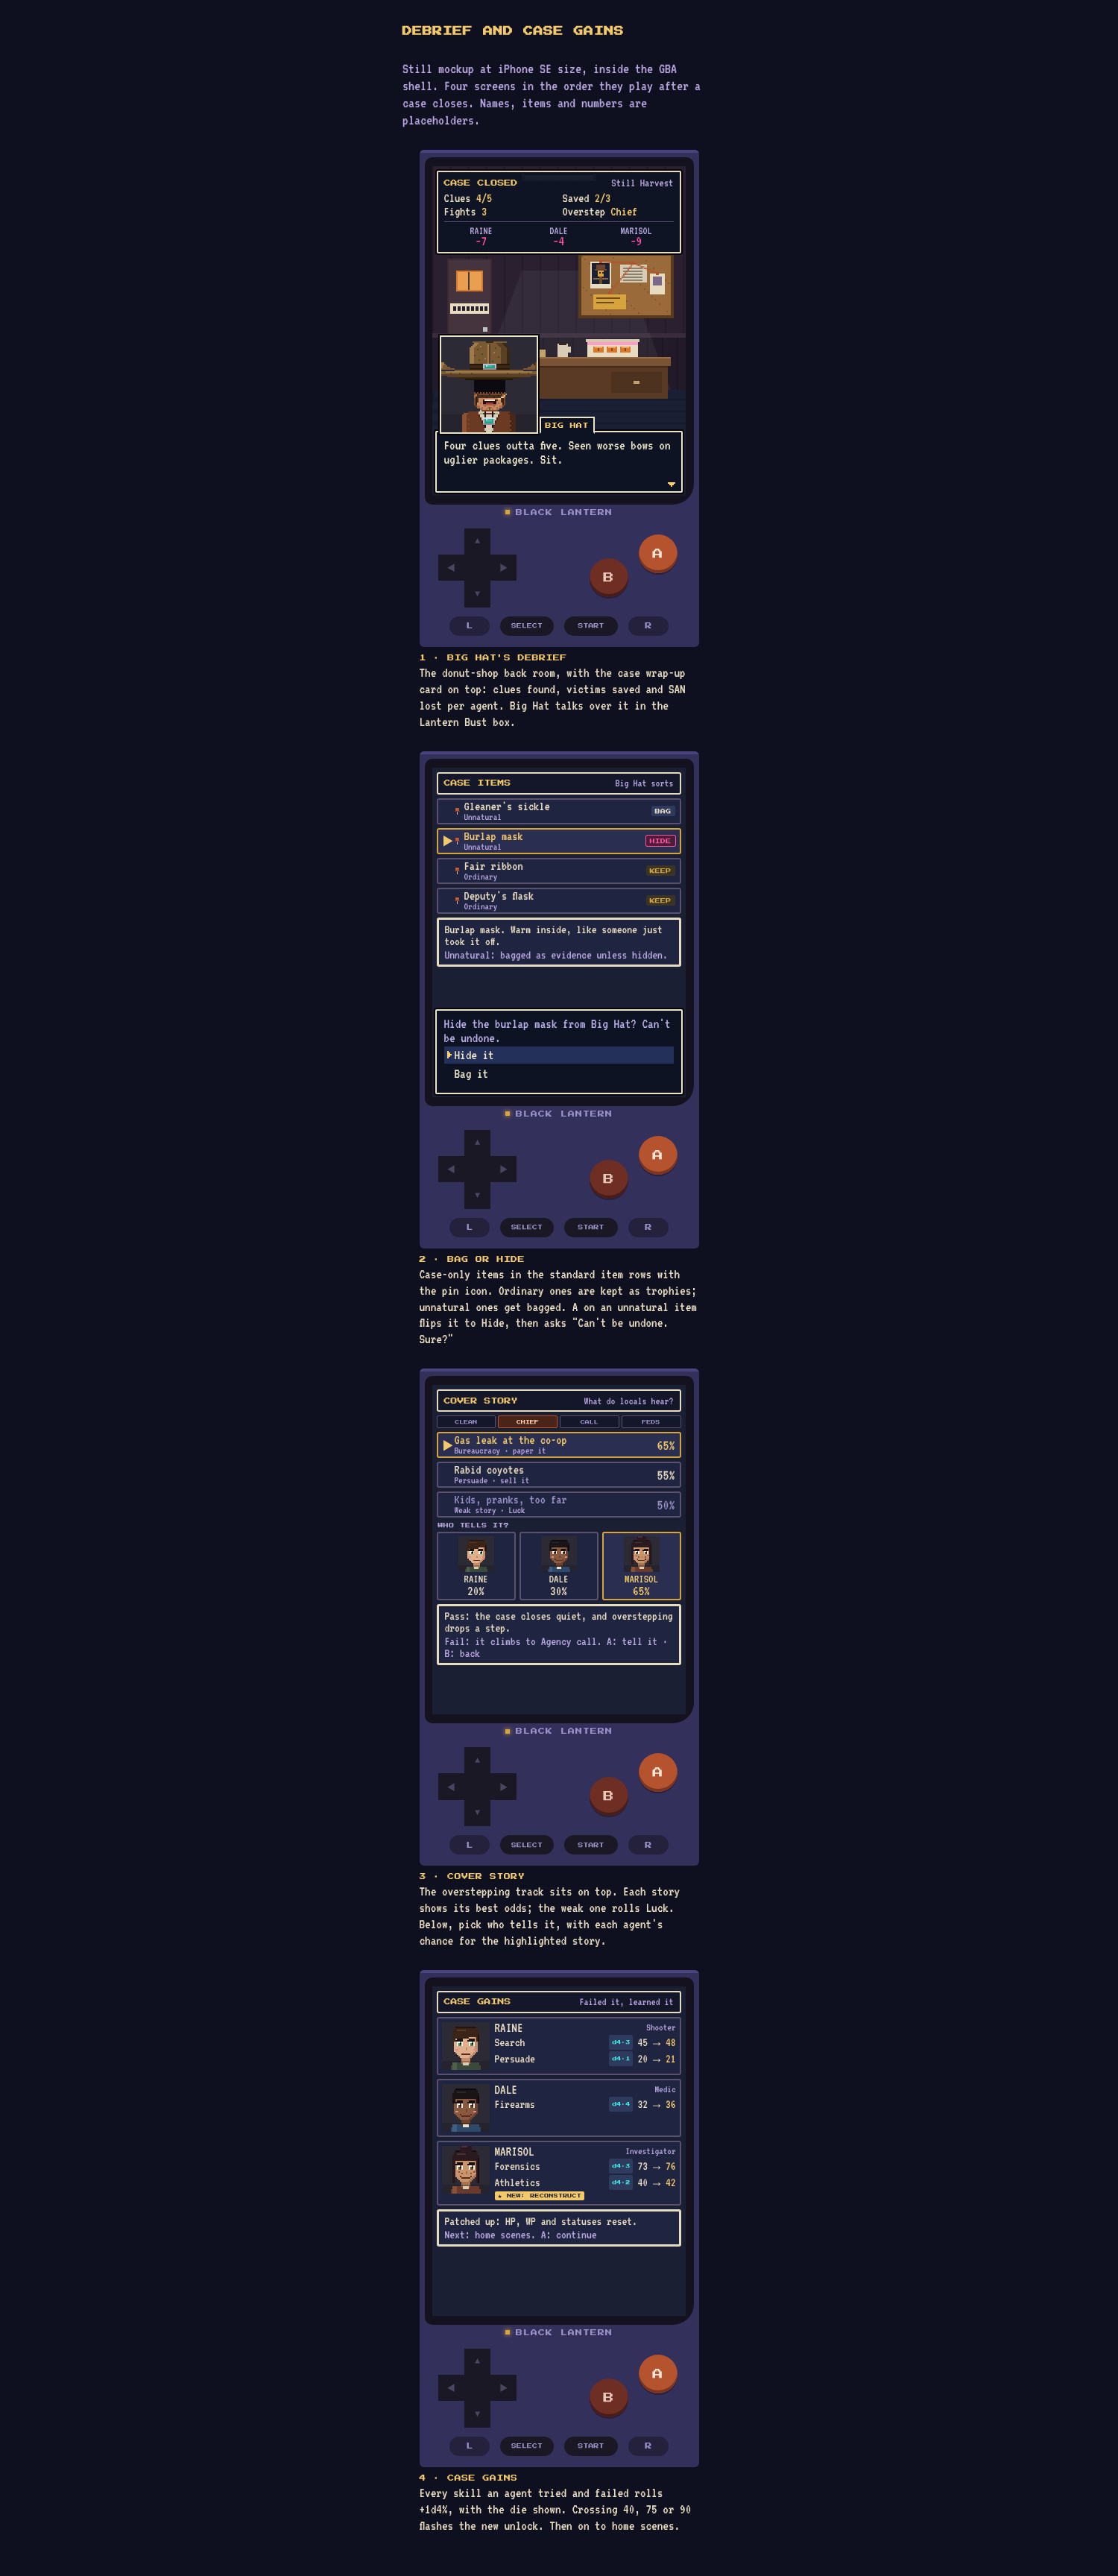 DEBRIEF AND CASE GAINS
Still mockup at iPhone SE size, inside the GBA
shell. Four screens in the order they play after a
case closes. Names, items and numbers are
placeholders.
CASE CLOSED Still Harvest
Clues 4/5 Saved 2/3
Fights 3 Overstep Chief
RAINE DALE MARISOL
-7 -4 -9
BIG HAT
Four clues outta five. Seen worse bows on
uglier packages. Sit.
BLACK LANTERN
A
B
L SELECT START R
1 · BIG HAT'S DEBRIEF
The donut-shop back room, with the case wrap-up
card on top: clues found, victims saved and SAN
lost per agent. Big Hat talks over it in the
Lantern Bust box.
CASE ITEMS Big Hat sorts
Gleaner's sickle BAG
Unnatural
Burlap mask HIDE
Unnatural
Fair ribbon KEEP
Ordinary
Deputy's flask KEEP
Ordinary
Burlap mask. Warm inside, like someone just
took it off.
Unnatural: bagged as evidence unless hidden.
Hide the burlap mask from Big Hat? Can't
be undone.
Hide it
Bag it
BLACK LANTERN
A
B
L SELECT START R
2 · BAG OR HIDE
Case-only items in the standard item rows with
the pin icon. Ordinary ones are kept as trophies;
unnatural ones get bagged. A on an unnatural item
flips it to Hide, then asks "Can't be undone.
Sure?"
COVER STORY What do locals hear?
CLEAN CHIEF CALL FEDS
Gas leak at the co-op 65%
Bureaucracy · paper it
Rabid coyotes 55%
Persuade · sell it
Kids, pranks, too far 50%
Weak story · Luck
WHO TELLS IT?
RAINE DALE MARISOL
20% 30% 65%
Pass: the case closes quiet, and overstepping
drops a step.
Fail: it climbs to Agency call. A: tell it ·
B: back
BLACK LANTERN
A
B
L SELECT START R
3 · COVER STORY
The overstepping track sits on top. Each story
shows its best odds; the weak one rolls Luck.
Below, pick who tells it, with each agent's
chance for the highlighted story.
CASE GAINS Failed it, learned it
RAINE Shooter
Search d4·3 45 → 48
Persuade d4·1 20 → 21
DALE Medic
Firearms d4·4 32 → 36
MARISOL Investigator
Forensics d4·3 73 → 76
Athletics d4·2 40 → 42
★ NEW: RECONSTRUCT
Patched up: HP, WP and statuses reset.
Next: home scenes. A: continue
BLACK LANTERN
A
B
L SELECT START R
4 · CASE GAINS
Every skill an agent tried and failed rolls
+1d4%, with the die shown. Crossing 40, 75 or 90
flashes the new unlock. Then on to home scenes.